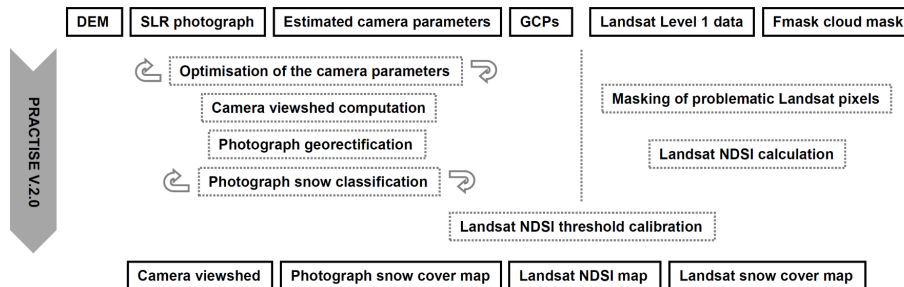 DEM
SLR photograph
Estimated camera parameters
GCPs
Landsat Level 1 data
Fmask cloud mask
PRACTISE V.2.0
Optimisation of the camera parameters
Camera viewshed computation
Photograph georectification
Photograph snow classification
Masking of problematic Landsat pixels
Landsat NDSI calculation
Landsat NDSI threshold calibration
Camera viewshed
Photograph snow cover map
Landsat NDSI map
Landsat snow cover map